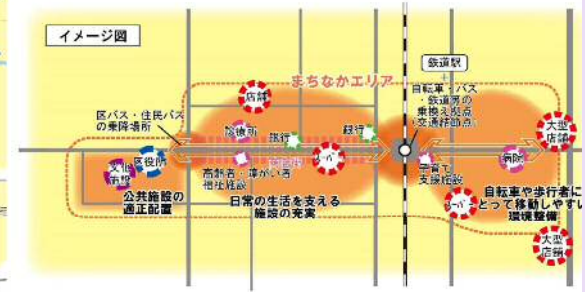 イメージ図
鉄道駅
まちなかエリア
自転車・バス
・鉄道等の
乗換え拠点
(交通結節点)
店舗
区バス・住民バス
の乗降場所
診療所
銀行
銀行
大型
店舗
文化
施設
区役所
スーパー
病院
高齢者・障がい者
福祉施設
子育て
支援施設
公共施設の
適正配置
日常の生活を支える
施設の充実
スーパー
自転車や歩行者に
とって移動しやすい
環境整備
大型
店舗